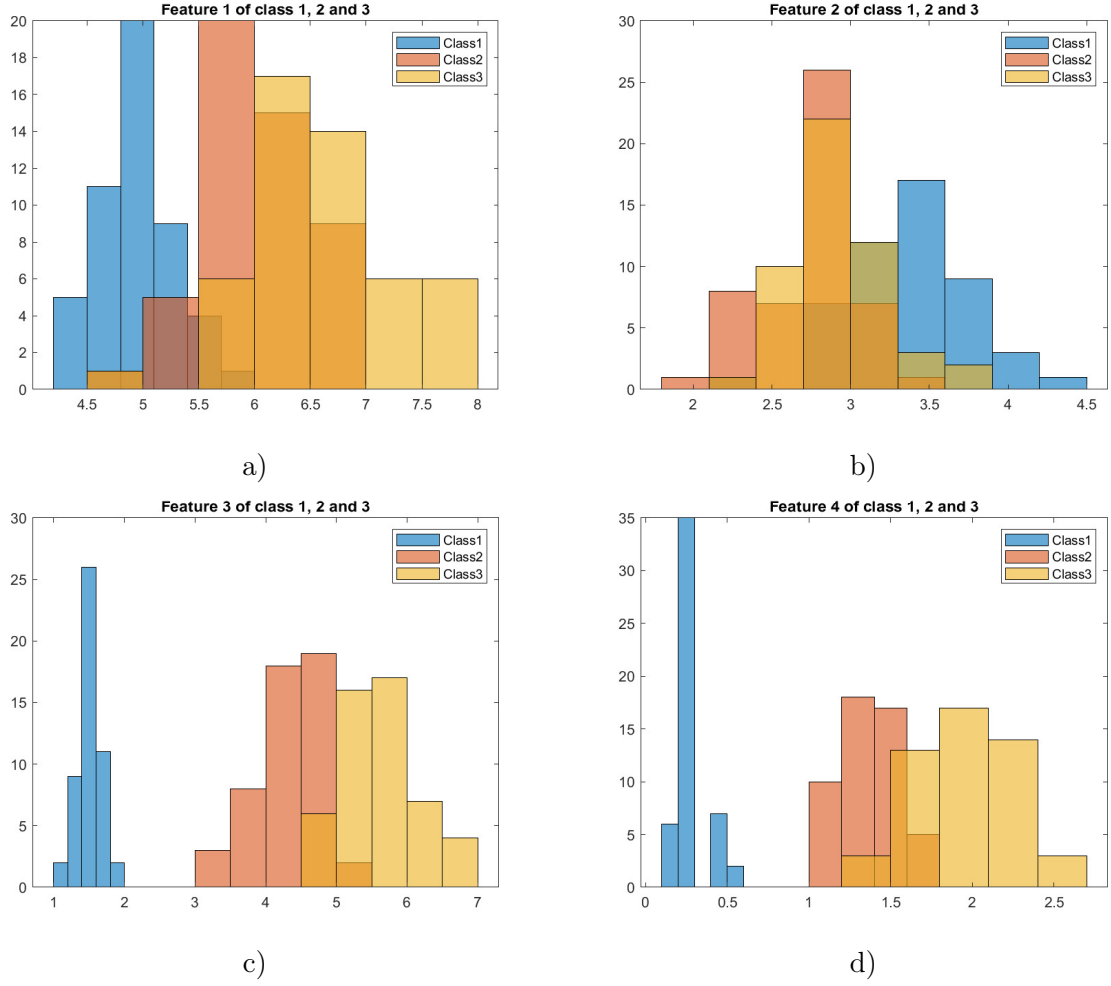 Feature 1 of class 1, 2 and 3
20
18
16
14
12
10
8
6
4
2
0
4.5 5 5.5 6 6.5 7 7.5 8
Class1
Class2
Class3
a)
Feature 2 of class 1, 2 and 3
30
25
20
15
10
5
0
2 2.5 3 3.5 4 4.5
Class1
Class2
Class3
b)
Feature 3 of class 1, 2 and 3
30
25
20
15
10
5
0
1 2 3 4 5 6 7
Class1
Class2
Class3
c)
Feature 4 of class 1, 2 and 3
35
30
25
20
15
10
5
0
0 0.5 1 1.5 2 2.5
Class1
Class2
Class3
d)